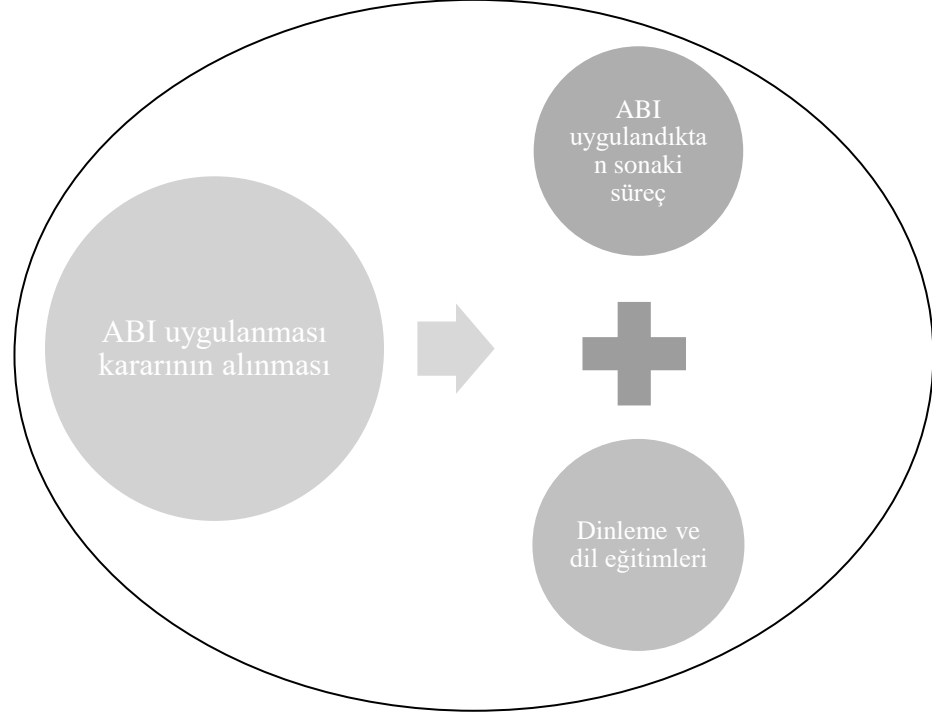 ABI uygulanması
kararının alınması
ABI
uygulandıkta
n sonaki
süreç
Dinleme ve
dil eğitimleri